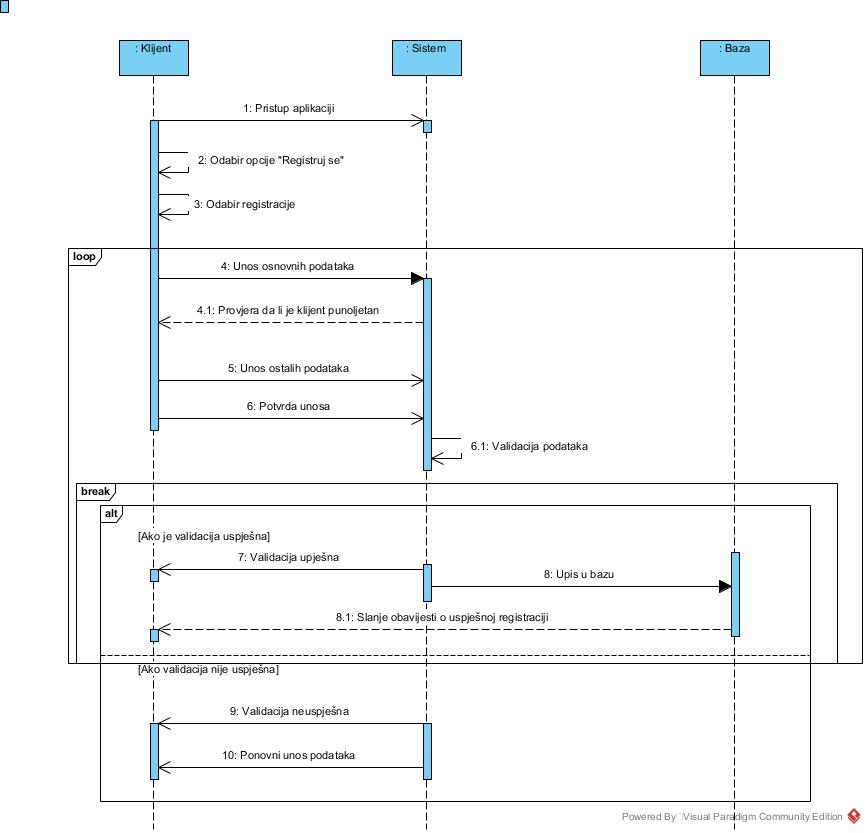 : Klijent
: Sistem
: Baza
1: Pristup aplikaciji
2: Odabir opcije "Registruj se"
3: Odabir registracije
loop
4: Unos osnovnih podataka
4.1: Provjera da li je klijent punoljetan
5: Unos ostalih podataka
6: Potvrda unosa
6.1: Validacija podataka
break
alt
[Ako je validacija uspješna]
7: Validacija upješna
8: Upis u bazu
8.1: Slanje obavijesti o uspješnoj registraciji
[Ako validacija nije uspješna]
9: Validacija neuspješna
10: Ponovni unos podataka
Powered By Visual Paradigm Community Edition